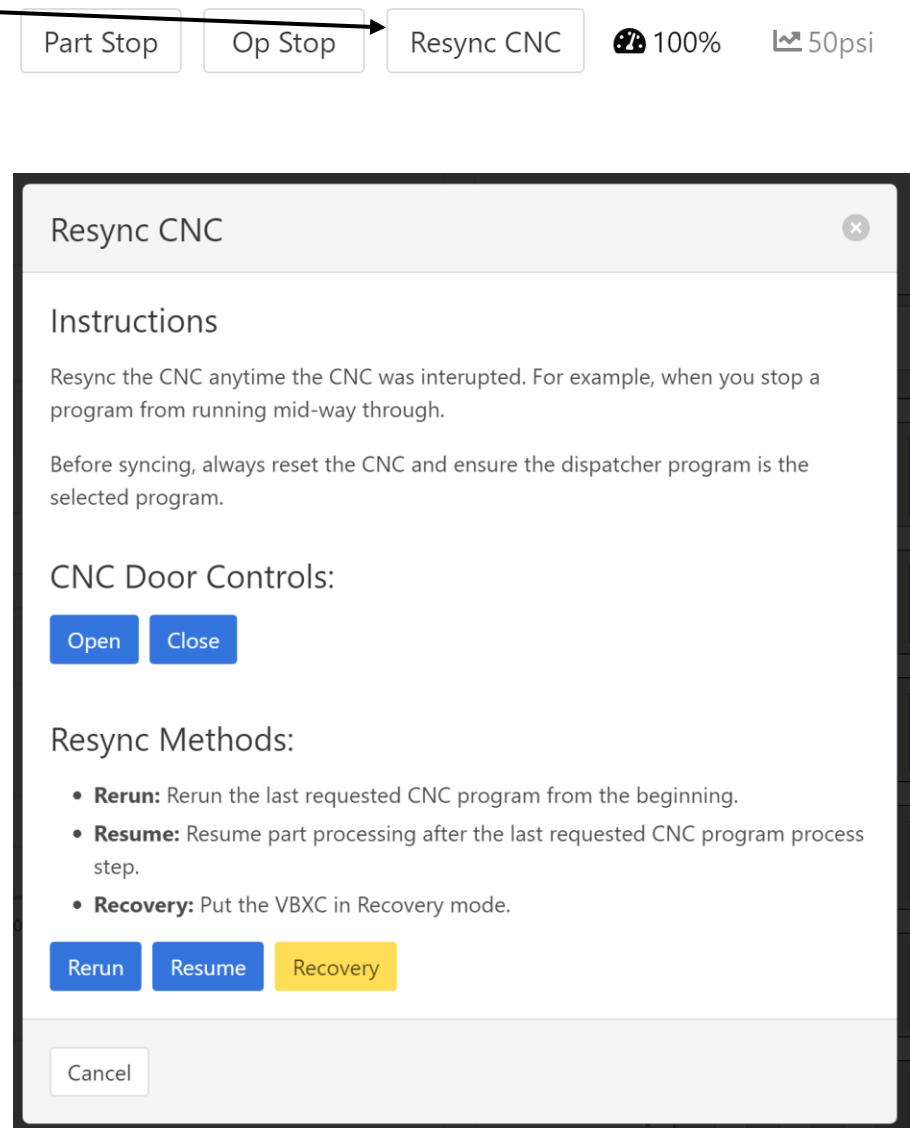 Part Stop
Op Stop
Resync CNC
100%
50psi
Resync CNC
Instructions
Resync the CNC anytime the CNC was interupted. For example, when you stop a
program from running mid-way through.
Before syncing, always reset the CNC and ensure the dispatcher program is the
selected program.
CNC Door Controls:
Open
Close
Resync Methods:
• Rerun: Rerun the last requested CNC program from the beginning.
• Resume: Resume part processing after the last requested CNC program process
step.
• Recovery: Put the VBXC in Recovery mode.
Rerun
Resume
Recovery
Cancel